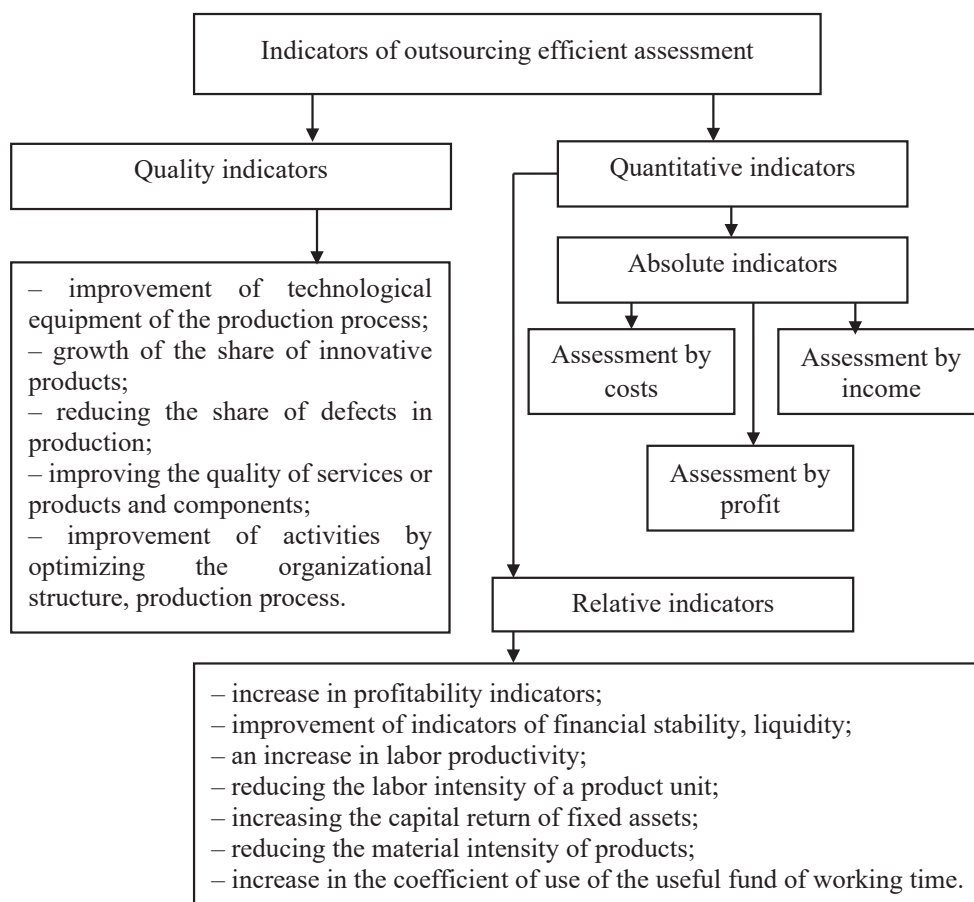 Indicators of outsourcing efficient assessment
Quality indicators
Quantitative indicators
Absolute indicators
– improvement of technological
equipment of the production process;
– growth of the share of innovative
products;
– reducing the share of defects in
production;
– improving the quality of services or
products and components;
– improvement of activities by
optimizing the organizational
structure, production process.
Assessment by
costs
Assessment by
income
Assessment by
profit
Relative indicators
– increase in profitability indicators;
– improvement of indicators of financial stability, liquidity;
– an increase in labor productivity;
– reducing the labor intensity of a product unit;
– increasing the capital return of fixed assets;
– reducing the material intensity of products;
– increase in the coefficient of use of the useful fund of working time.